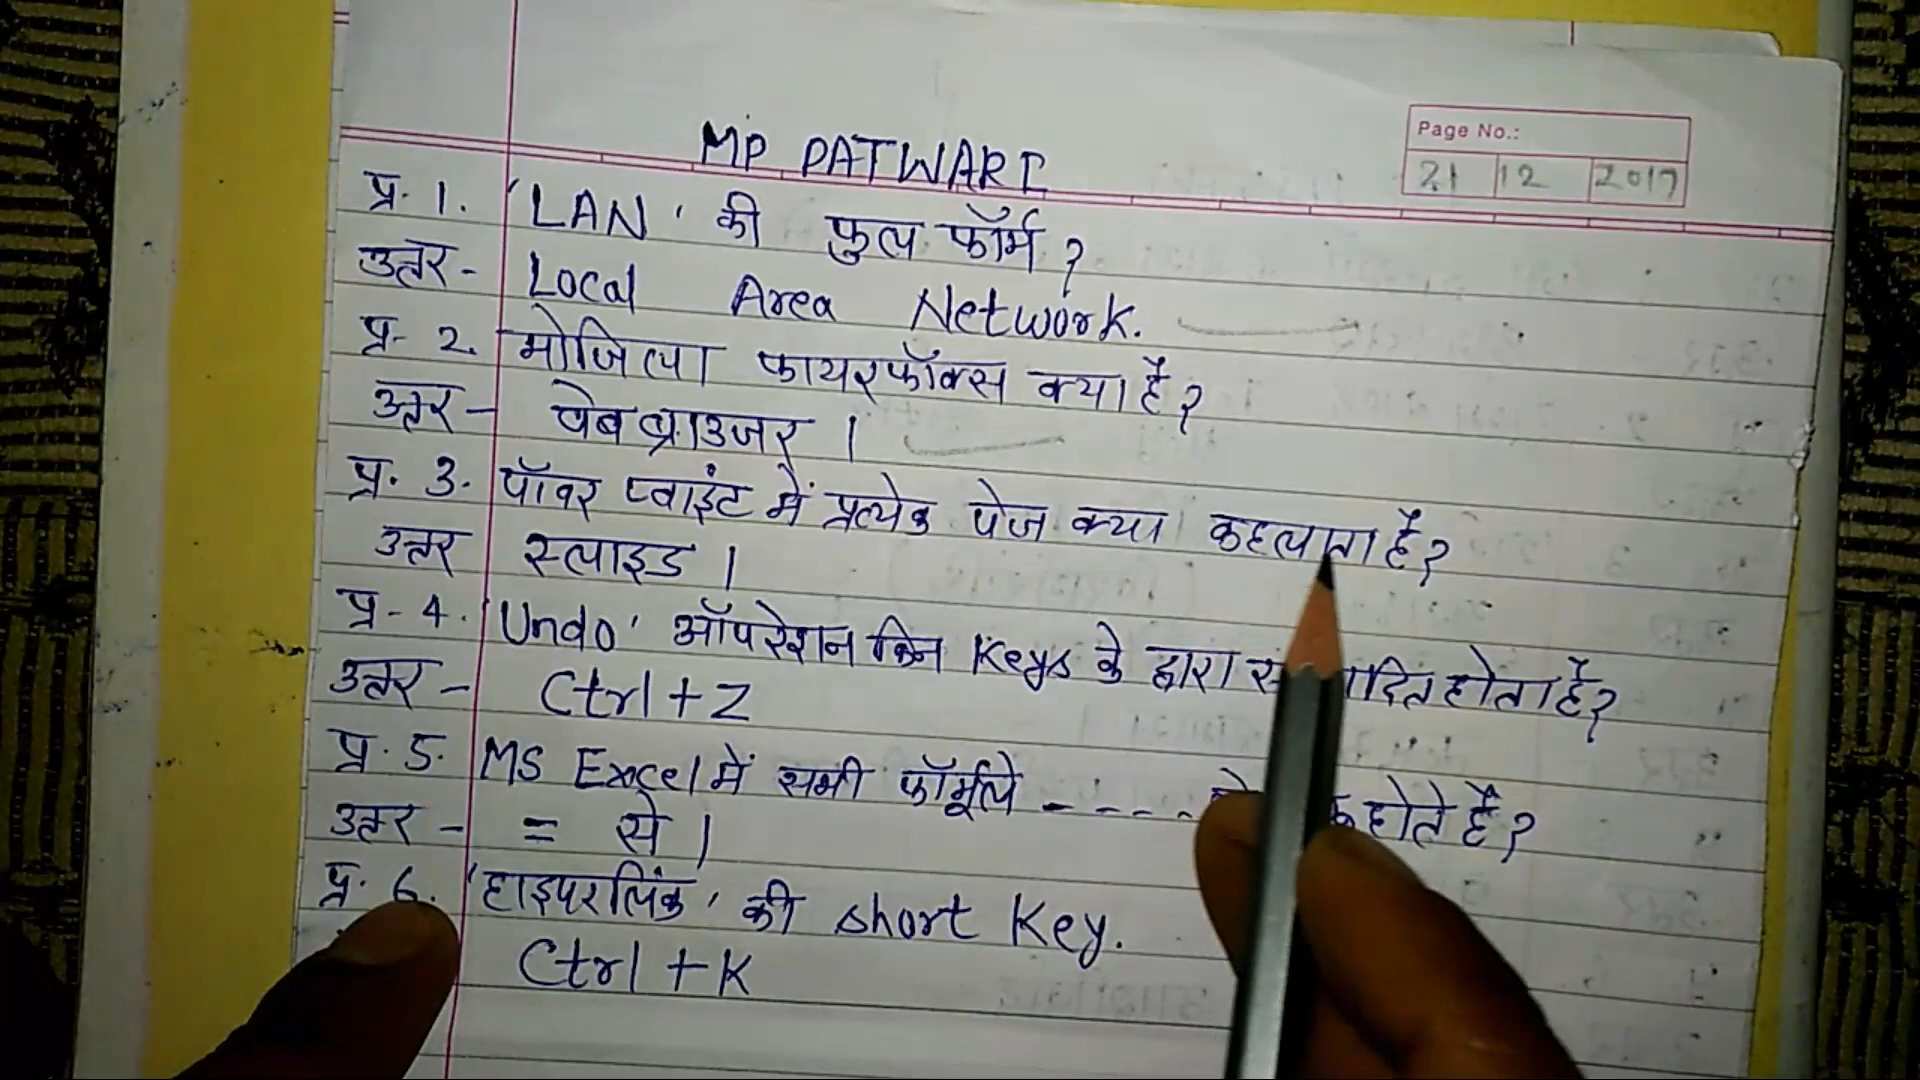 Page No.:
21 12 2017
MP PATWARI
प्र. 1. 'LAN' की फुल फॉर्म ?
उत्तर - Local Area Network.
प्र- 2. मोजिला फायरफॉक्स क्या है ?
उत्तर - वेब ब्राउजर ।
प्र. 3. पॉवर प्वाइंट में प्रत्येक पेज क्या कहलाता है ?
उत्तर स्लाइड ।
प्र - 4. 'Undo' ऑपरेशन किन Keys के द्वारा होता है ?
उत्तर - Ctrl + Z
प्र. 5. MS Excel में सभी फॉर्मूले - - - - होते हैं ?
उत्तर - = से ।
प्र. 6. 'हाइपरलिंक' की short Key.
Ctrl + K